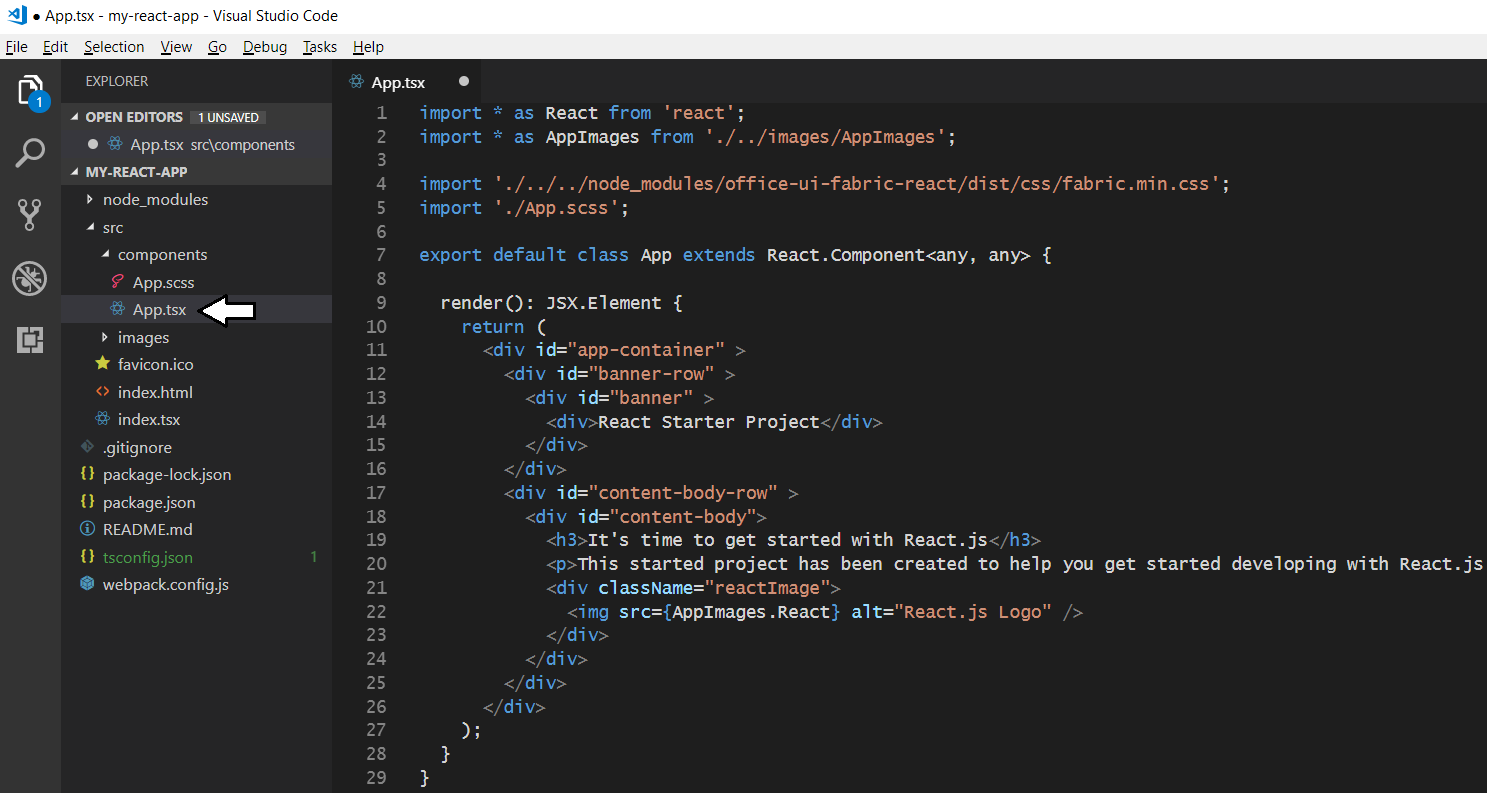 ● App.tsx - my-react-app - Visual Studio Code
File Edit Selection View Go Debug Tasks Help
1
EXPLORER
OPEN EDITORS 1 UNSAVED
App.tsx src\components
MY-REACT-APP
node_modules
src
components
App.scss
App.tsx
images
favicon.ico
index.html
index.tsx
.gitignore
package-lock.json
package.json
README.md
tsconfig.json 1
webpack.config.js
App.tsx
1 import * as React from 'react';
2 import * as AppImages from './../images/AppImages';
3
4 import './../../node_modules/office-ui-fabric-react/dist/css/fabric.min.css';
5 import './App.scss';
6
7 export default class App extends React.Component<any, any> {
8
9 render(): JSX.Element {
10 return (
11 <div id="app-container" >
12 <div id="banner-row" >
13 <div id="banner" >
14 <div>React Starter Project</div>
15 </div>
16 </div>
17 <div id="content-body-row" >
18 <div id="content-body">
19 <h3>It's time to get started with React.js</h3>
20 <p>This started project has been created to help you get started developing with React.js
21 <div className="reactImage">
22 <img src={AppImages.React} alt="React.js Logo" />
23 </div>
24 </div>
25 </div>
26 </div>
27 );
28 }
29 }